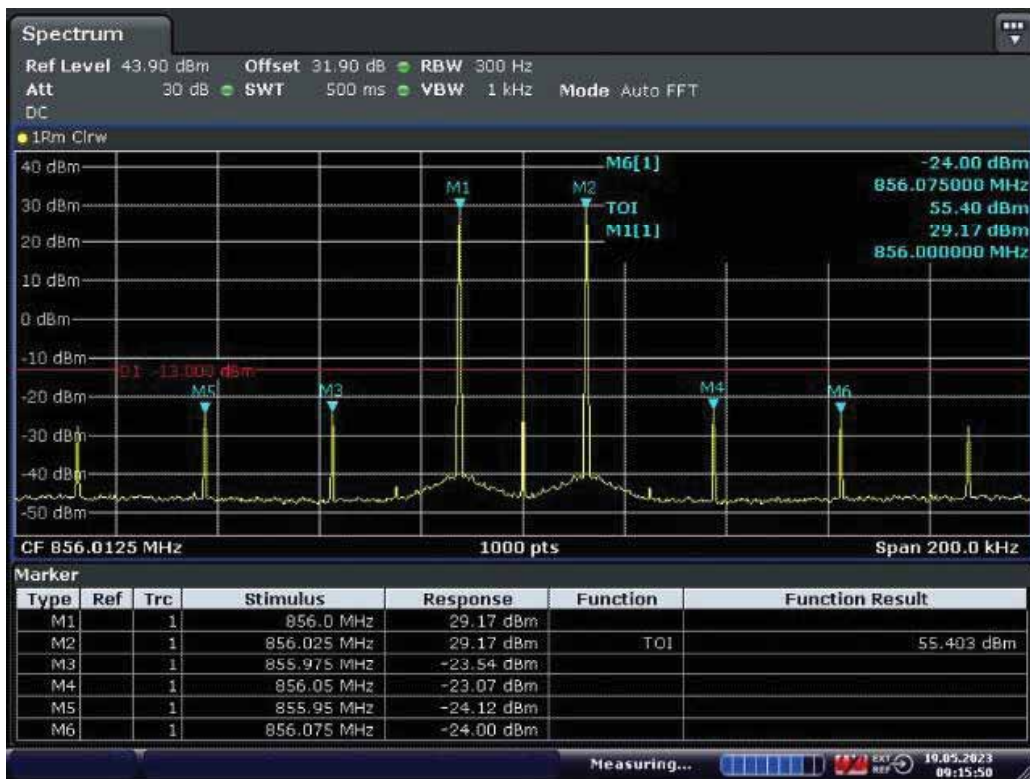 Spectrum
Ref Level 43.90 dBm Offset 31.90 dB RBW 300 Hz
Att 30 dB SWT 500 ms VBW 1 kHz Mode Auto FFT
DC
1Rm Clrw
40 dBm M6[1] -24.00 dBm
856.075000 MHz
M1 M2
30 dBm TOI 55.40 dBm
M1[1] 29.17 dBm
20 dBm 856.000000 MHz
10 dBm
0 dBm
-10 dBm
D1 -13.000 dBm
M5 M3 M4 M6
-20 dBm
-30 dBm
-40 dBm
-50 dBm
CF 856.0125 MHz 1000 pts Span 200.0 kHz
Marker
Type Ref Trc Stimulus Response Function Function Result
M1 1 856.0 MHz 29.17 dBm
M2 1 856.025 MHz 29.17 dBm TOI 55.403 dBm
M3 1 855.975 MHz -23.54 dBm
M4 1 856.05 MHz -23.07 dBm
M5 1 855.95 MHz -24.12 dBm
M6 1 856.075 MHz -24.00 dBm
Measuring... EXT REF 19.05.2023
09:15:50